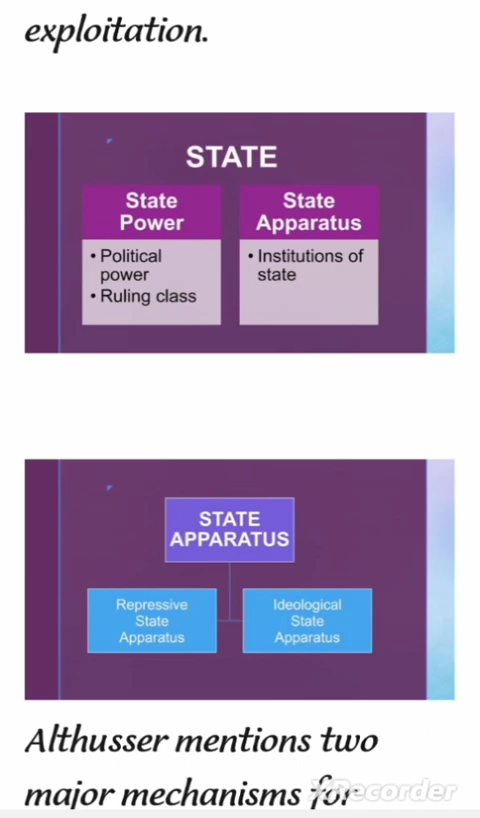 exploitation.
STATE
State
Power
• Political
power
• Ruling class
State
Apparatus
• Institutions of
state
STATE
APPARATUS
Repressive
State
Apparatus
Ideological
State
Apparatus
Althusser mentions two
major mechanisms for
XRecorder